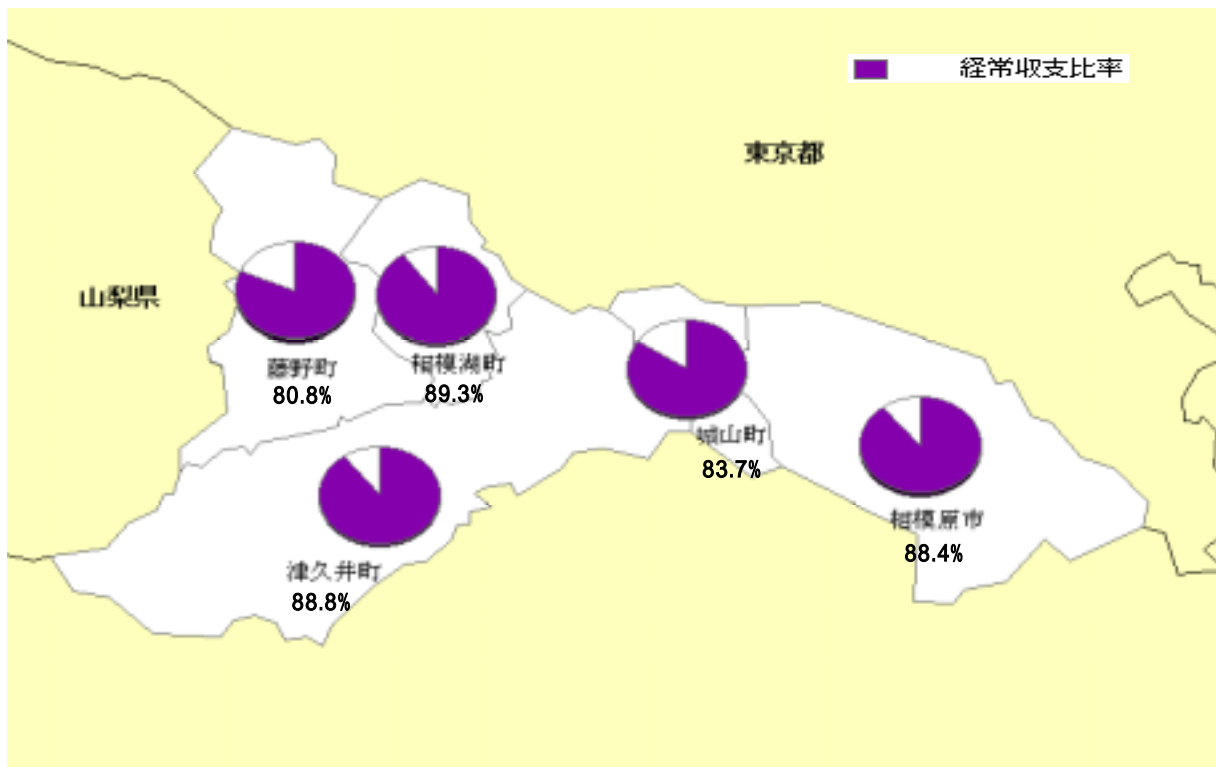 経常収支比率
東京都
山梨県
藤野町
80.8%
相模湖町
89.3%
城山町
83.7%
相模原市
88.4%
津久井町
88.8%